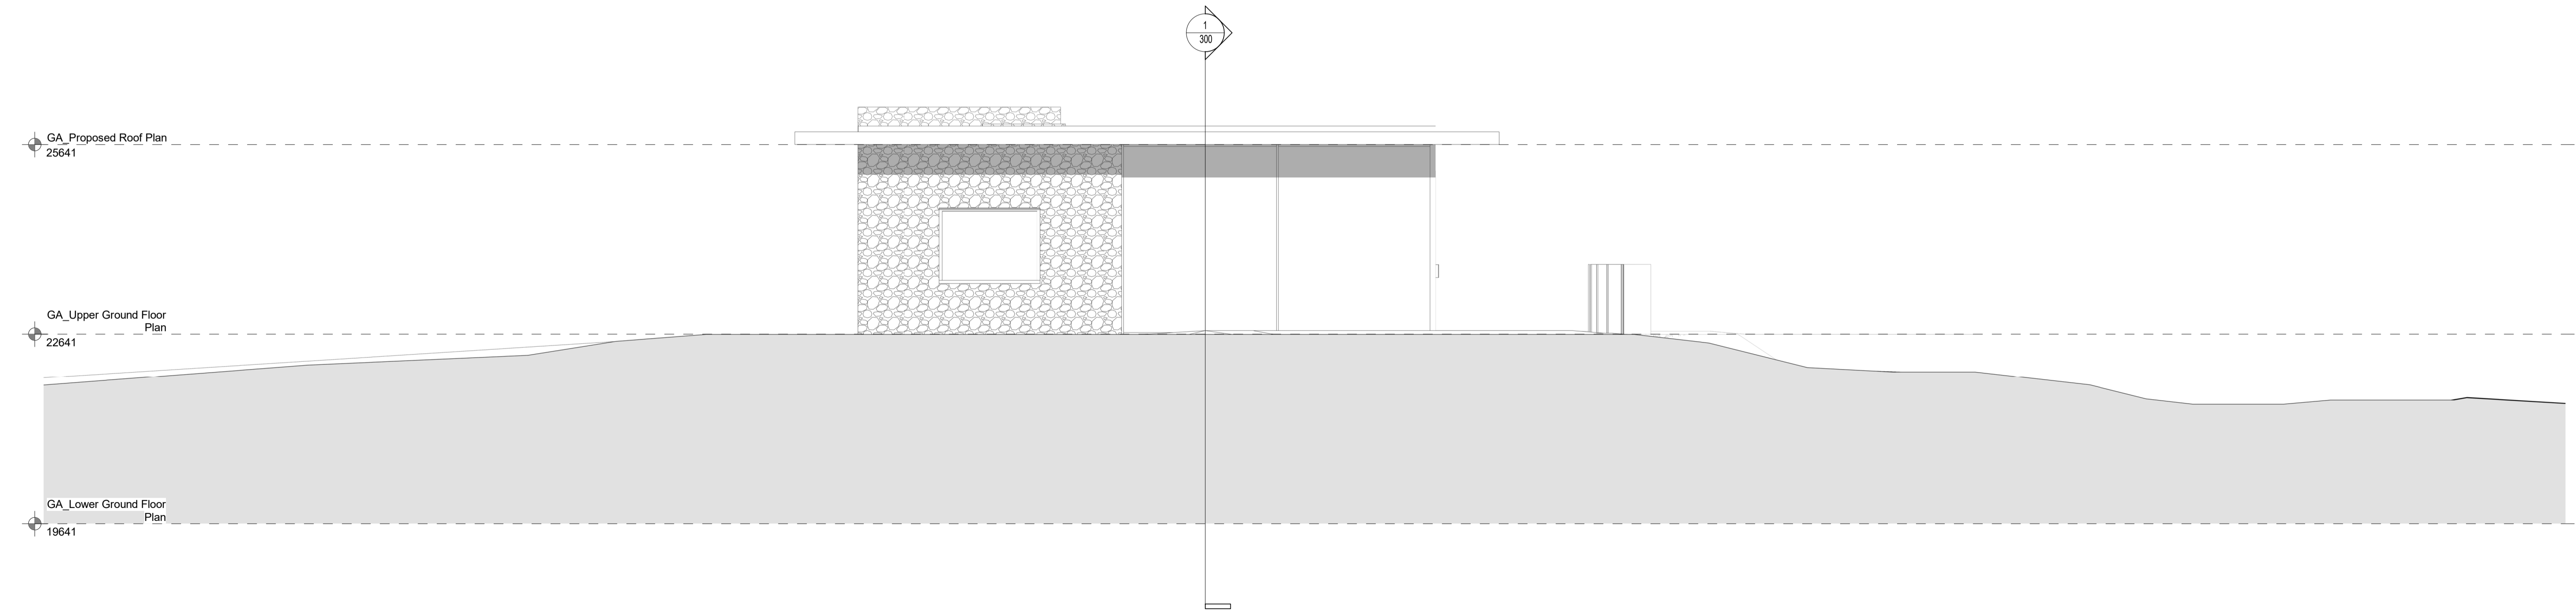 1
300
GA_Proposed Roof Plan
25641
GA_Upper Ground Floor
Plan
22641
GA_Lower Ground Floor
Plan
19641